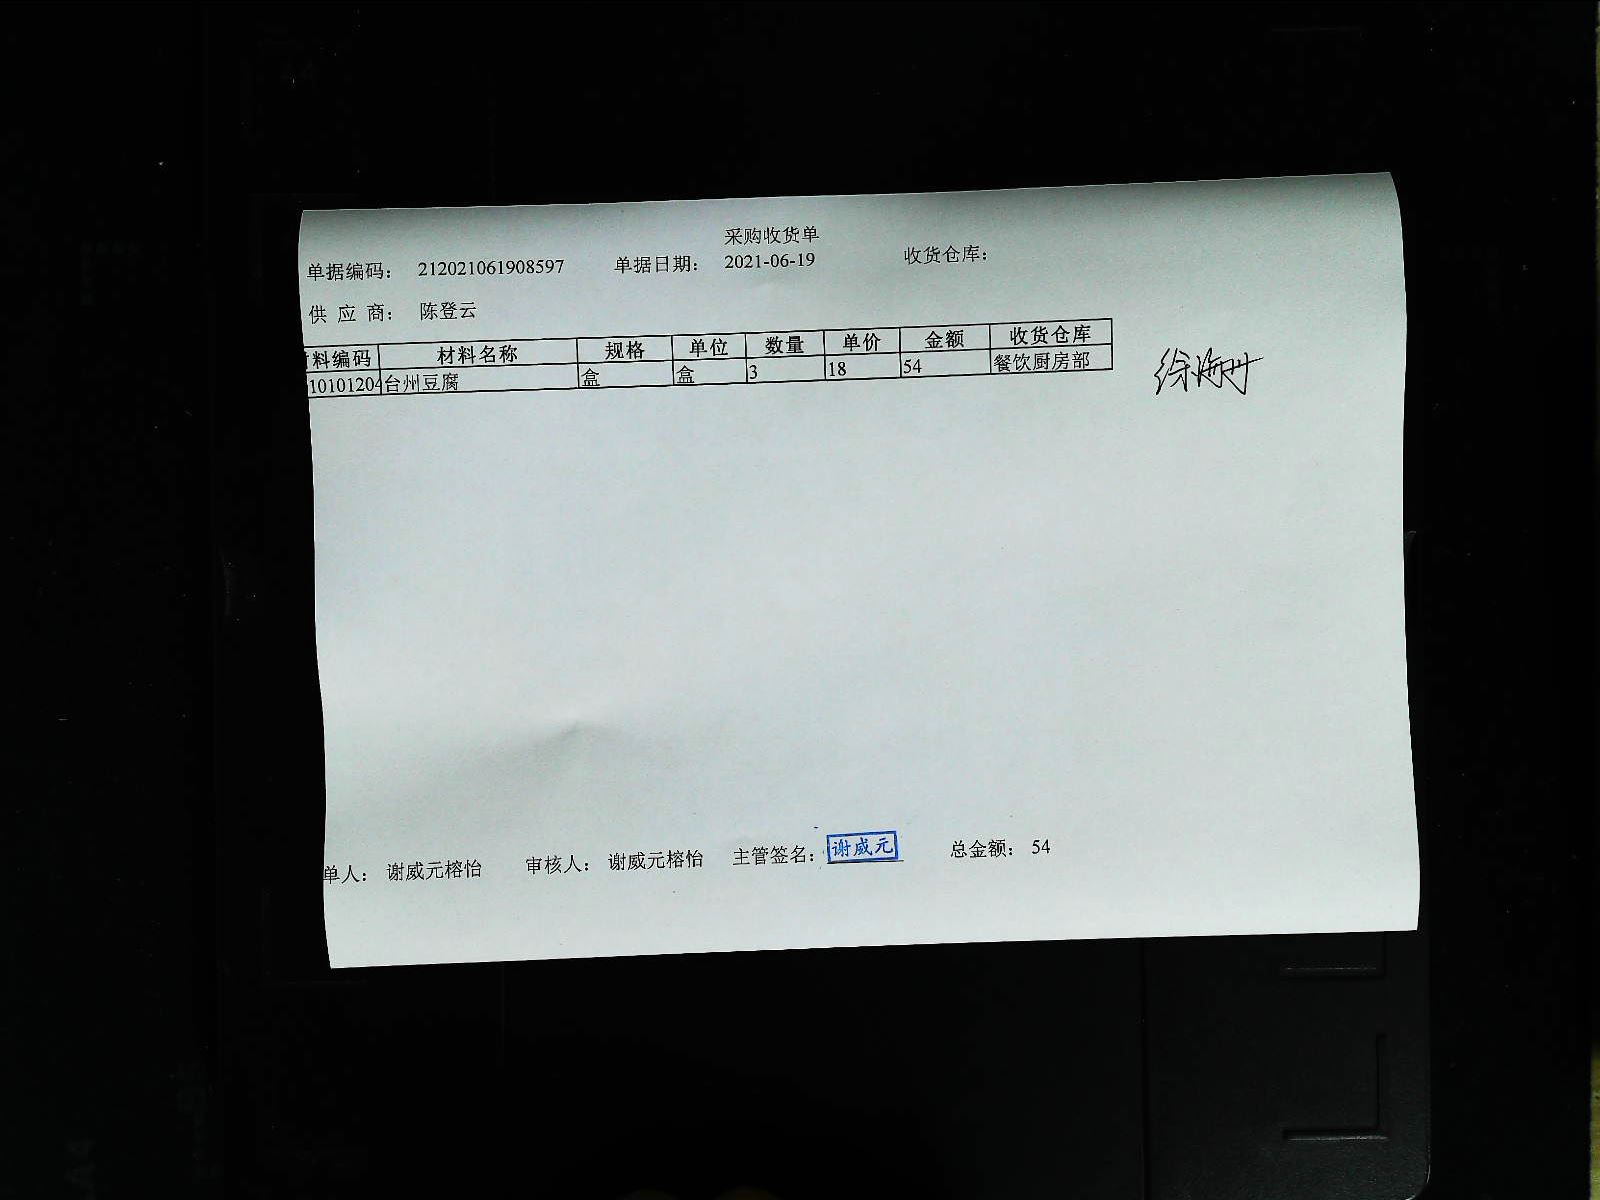 采购收货单
单据编码： 212021061908597 单据日期： 2021-06-19 收货仓库：
供 应 商： 陈登云
料编码 材料名称 规格 单位 数量 单价 金额 收货仓库
10101204 台州豆腐 盒 盒 3 18 54 餐饮厨房部
徐海丹
单人： 谢威元榕怡 审核人： 谢威元榕怡 主管签名： 谢威元 总金额： 54